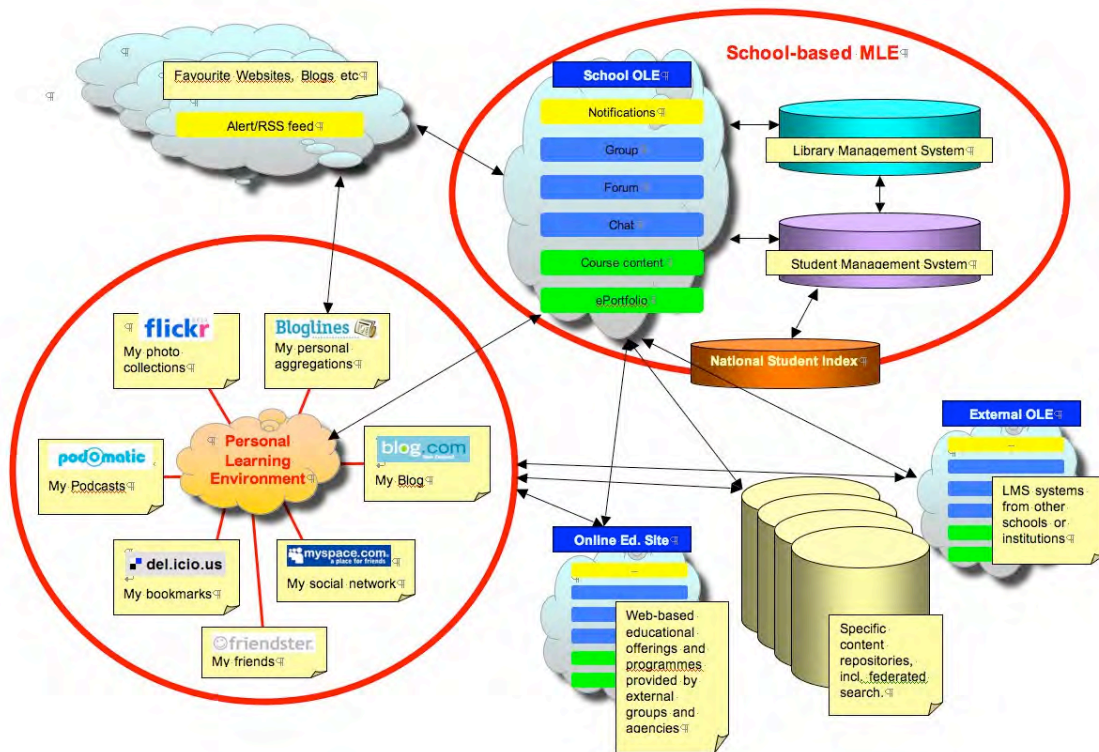 Favourite Websites, Blogs etc
Alert/RSS feed
School-based MLE
School OLE
Notifications
Group
Forum
Chat
Course content
ePortfolio
Library Management System
Student Management System
National Student Index
flickr
My photo
collections
Bloglines
My personal
aggregations
Personal
Learning
Environment
podOmatic
My Podcasts
blog.com
My Blog
del.icio.us
My bookmarks
myspace.com
a place for friends
My social network
friendster
My friends
Online Ed. Site
Web-based
educational
offerings and
programmes
provided by
external
groups and
agencies
Specific
content
repositories,
incl. federated
search.
External OLE
LMS systems
from other
schools or
institutions